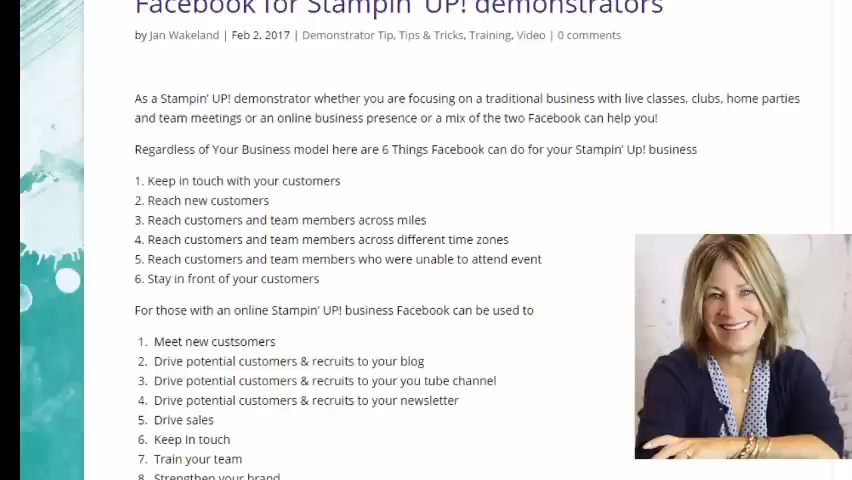 Facebook for Stampin' UP! demonstrators
by Jan Wakeland | Feb 2, 2017 | Demonstrator Tip, Tips & Tricks, Training, Video | 0 comments
As a Stampin' UP! demonstrator whether you are focusing on a traditional business with live classes, clubs, home parties
and team meetings or an online business presence or a mix of the two Facebook can help you!
Regardless of Your Business model here are 6 Things Facebook can do for your Stampin' Up! business
1. Keep in touch with your customers
2. Reach new customers
3. Reach customers and team members across miles
4. Reach customers and team members across different time zones
5. Reach customers and team members who were unable to attend event
6. Stay in front of your customers
For those with an online Stampin' UP! business Facebook can be used to
1. Meet new custsomers
2. Drive potential customers & recruits to your blog
3. Drive potential customers & recruits to your you tube channel
4. Drive potential customers & recruits to your newsletter
5. Drive sales
6. Keep In touch
7. Train your team
8. Strengthen your brand